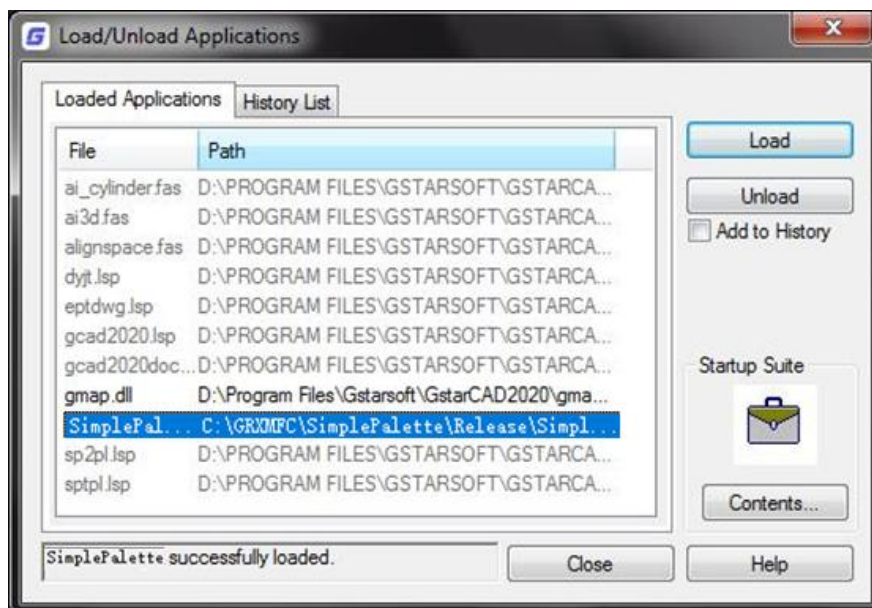 Load/Unload Applications
Loaded Applications
History List
File Path
ai_cylinder.fas D:\PROGRAM FILES\GSTARSOFT\GSTARCA...
ai3d.fas D:\PROGRAM FILES\GSTARSOFT\GSTARCA...
alignspace.fas D:\PROGRAM FILES\GSTARSOFT\GSTARCA...
dyjt.lsp D:\PROGRAM FILES\GSTARSOFT\GSTARCA...
eptdwg.lsp D:\PROGRAM FILES\GSTARSOFT\GSTARCA...
gcad2020.lsp D:\PROGRAM FILES\GSTARSOFT\GSTARCA...
gcad2020doc... D:\PROGRAM FILES\GSTARSOFT\GSTARCA...
gmap.dll D:\Program Files\Gstarsoft\GstarCAD2020\gma...
SimplePal... C:\GRXMFC\SimplePalette\Release\Simpl...
sp2pl.lsp D:\PROGRAM FILES\GSTARSOFT\GSTARCA...
sptpl.lsp D:\PROGRAM FILES\GSTARSOFT\GSTARCA...
Load
Unload
Add to History
Startup Suite
Contents...
SimplePalette successfully loaded.
Close
Help